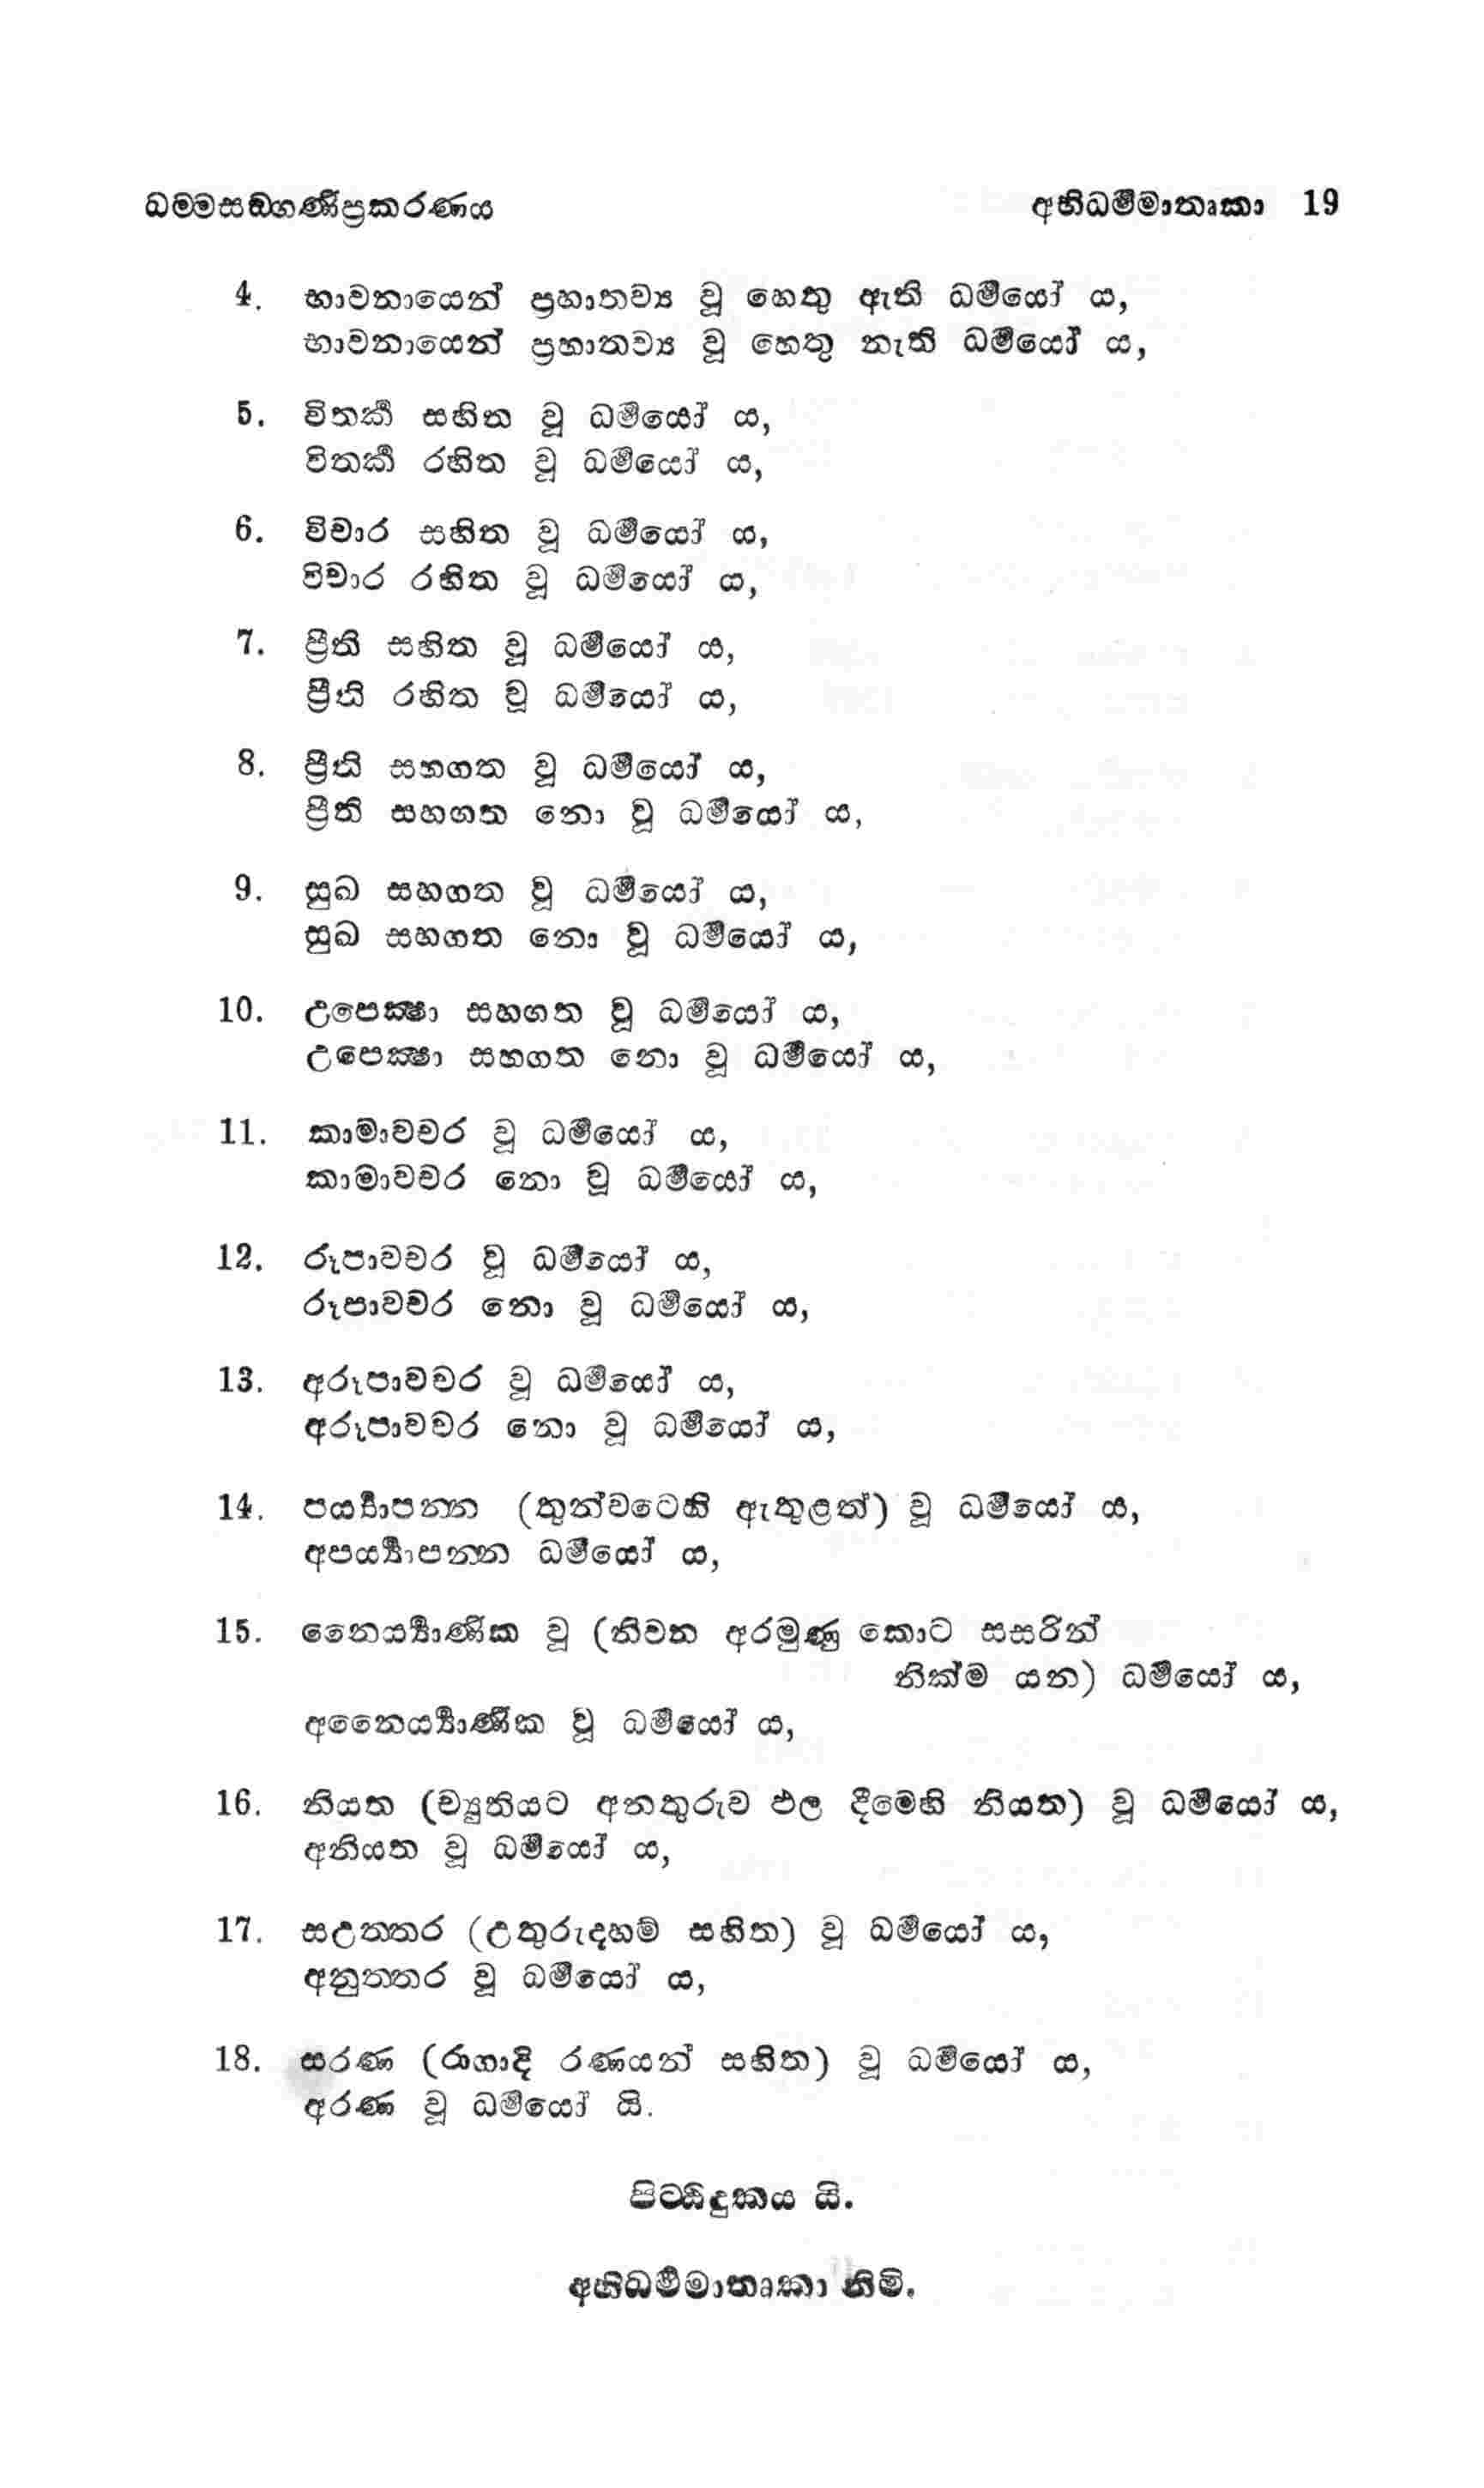 ධම්මසඞ්ගණිප්‍රකරණය
අභිධර්‍මමාතෘකා 19
4. භාවනායෙන් ප්‍රහාතව්‍ය වූ හෙතු ඇති ධර්‍මයෝ ය,
භාවනායෙන් ප්‍රහාතව්‍ය වූ හෙතු නැති ධර්‍මයෝ ය,
5. විතර්‍ක සහිත වූ ධර්‍මයෝ ය,
විතර්‍ක රහිත වූ ධර්‍මයෝ ය,
6. විචාර සහිත වූ ධර්‍මයෝ ය,
විචාර රහිත වූ ධර්‍මයෝ ය,
7. ප්‍රීති සහිත වූ ධර්‍මයෝ ය,
ප්‍රීති රහිත වූ ධර්‍මයෝ ය,
8. ප්‍රීති සහගත වූ ධර්‍මයෝ ය,
ප්‍රීති සහගත නො වූ ධර්‍මයෝ ය,
9. සුඛ සහගත වූ ධර්‍මයෝ ය,
සුඛ සහගත නො වූ ධර්‍මයෝ ය,
10. උපෙක්‍ෂා සහගත වූ ධර්‍මයෝ ය,
උපෙක්‍ෂා සහගත නො වූ ධර්‍මයෝ ය,
11. කාමාවචර වූ ධර්‍මයෝ ය,
කාමාවචර නො වූ ධර්‍මයෝ ය,
12. රූපාවචර වූ ධර්‍මයෝ ය,
රූපාවචර නො වූ ධර්‍මයෝ ය,
13. අරූපාවචර වූ ධර්‍මයෝ ය,
අරූපාවචර නො වූ ධර්‍මයෝ ය,
14. පර්‍ය්‍යාපන්න (තුන්වටෙහි ඇතුළත්) වූ ධර්‍මයෝ ය,
අපර්‍ය්‍යාපන්න ධර්‍මයෝ ය,
15. නෛර්‍ය්‍යාණික වූ (නිවන අරමුණු කොට සසරින්
නික්ම යන) ධර්‍මයෝ ය,
අනෛර්‍ය්‍යාණික වූ ධර්‍මයෝ ය,
16. නියත (ච්‍යුතියට අනතුරුව ඵල දීමෙහි නියත) වූ ධර්‍මයෝ ය,
අනියත වූ ධර්‍මයෝ ය,
17. සඋත්තර (උතුරුදහම් සහිත) වූ ධර්‍මයෝ ය,
අනුත්තර වූ ධර්‍මයෝ ය,
18. සරණ (රාගාදි රණයන් සහිත) වූ ධර්‍මයෝ ය,
අරණ වූ ධර්‍මයෝ යි.
පිට්ඨිදුකය යි.
අභිධර්‍මමාතෘකා නිමි.